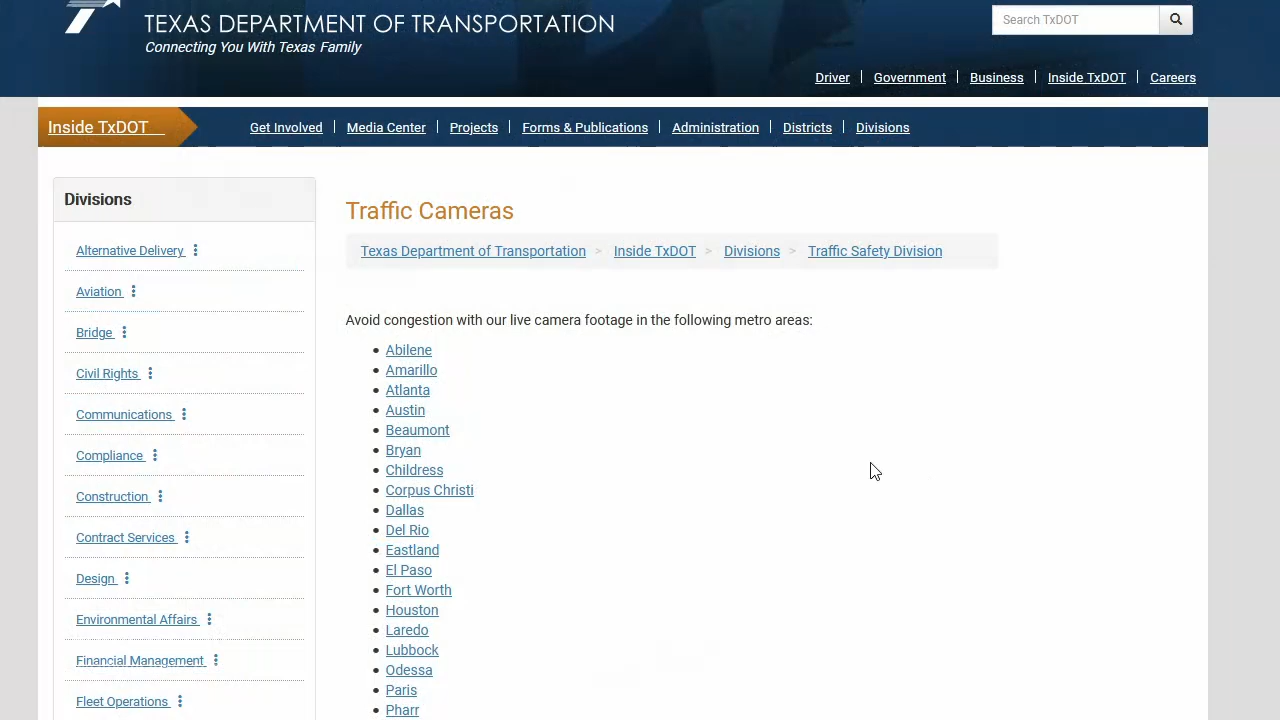 TEXAS DEPARTMENT OF TRANSPORTATION
Connecting You With Texas Family
Search TxDOT
Driver
Government
Business
Inside TxDOT
Careers
Inside TxDOT
Get Involved
Media Center
Projects
Forms & Publications
Administration
Districts
Divisions
Divisions
Alternative Delivery
Aviation
Bridge
Civil Rights
Communications
Compliance
Construction
Contract Services
Design
Environmental Affairs
Financial Management
Fleet Operations
Traffic Cameras
Texas Department of Transportation > Inside TxDOT > Divisions > Traffic Safety Division
Avoid congestion with our live camera footage in the following metro areas:
Abilene
Amarillo
Atlanta
Austin
Beaumont
Bryan
Childress
Corpus Christi
Dallas
Del Rio
Eastland
El Paso
Fort Worth
Houston
Laredo
Lubbock
Odessa
Paris
Pharr